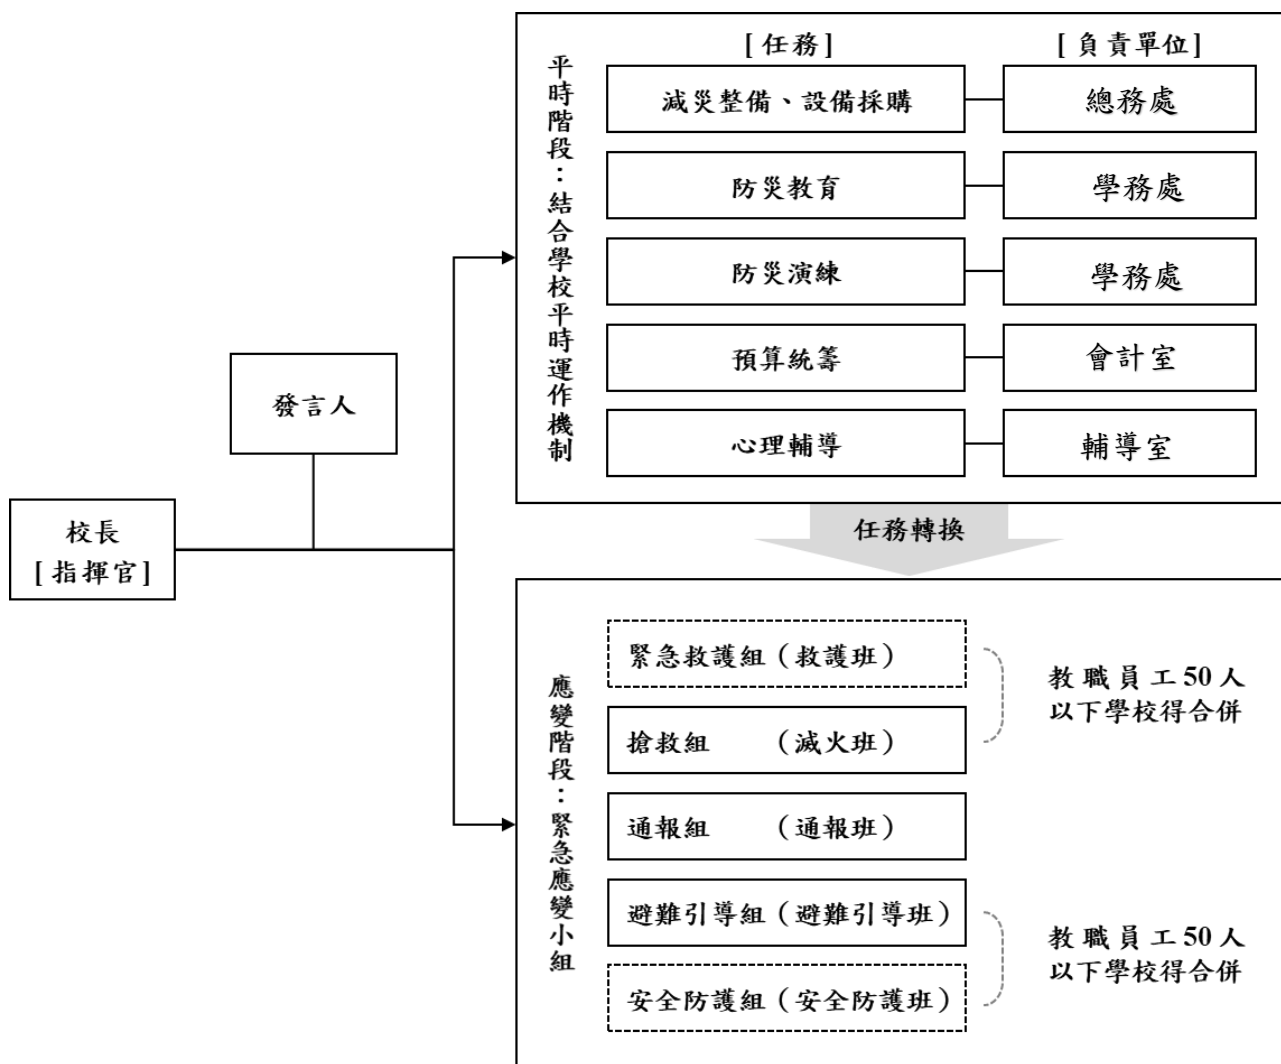 [任務]
[負責單位]
平時階段：結合學校平時運作機制
減災整備、設備採購
總務處
防災教育
學務處
防災演練
學務處
預算統籌
會計室
心理輔導
輔導室
發言人
校長
[指揮官]
任務轉換
應變階段：緊急應變小組
緊急救護組（救護班）
搶救組　　（滅火班）
教職員工50人
以下學校得合併
通報組　　（通報班）
避難引導組（避難引導班）
安全防護組（安全防護班）
教職員工50人
以下學校得合併